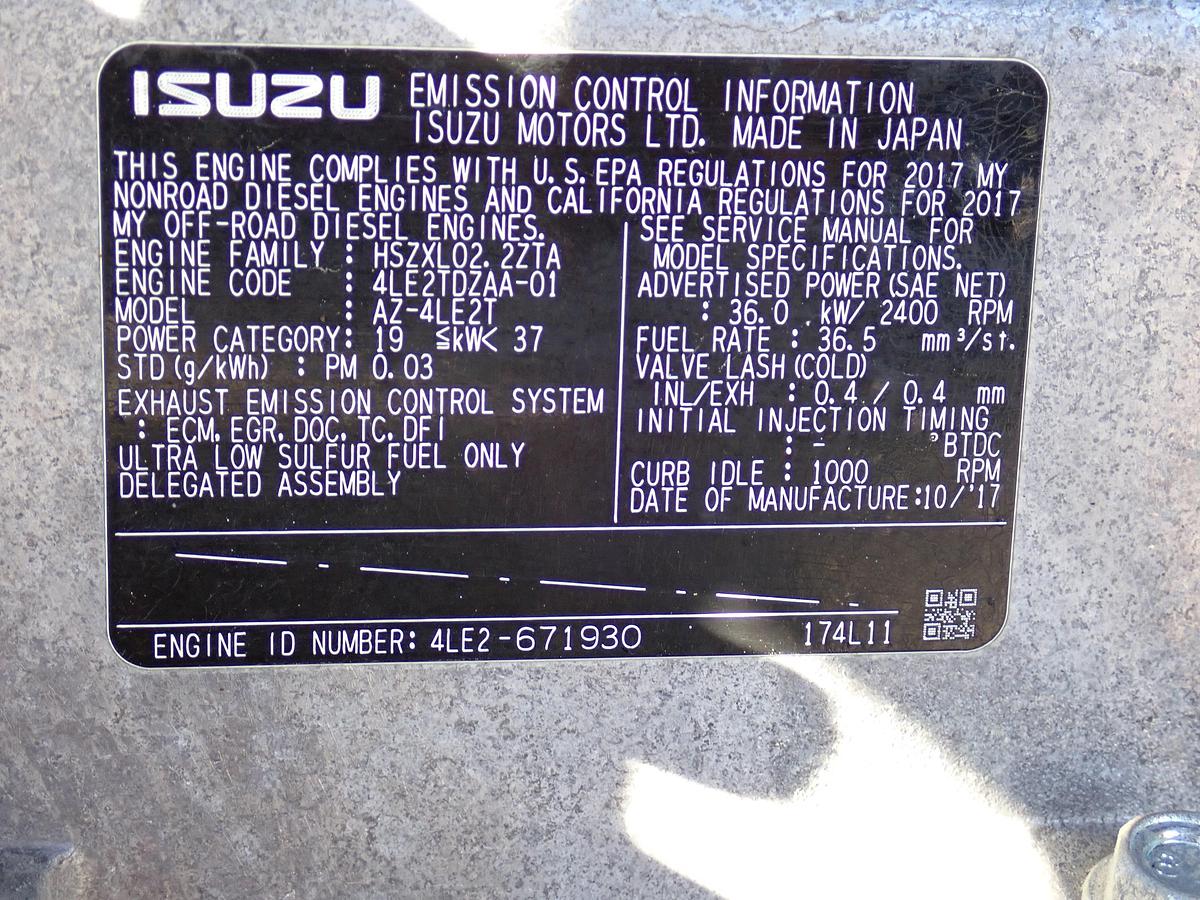 ISUZU EMISSION CONTROL INFORMATION
ISUZU MOTORS LTD. MADE IN JAPAN
THIS ENGINE COMPLIES WITH U.S.EPA REGULATIONS FOR 2017 MY
NONROAD DIESEL ENGINES AND CALIFORNIA REGULATIONS FOR 2017
MY OFF-ROAD DIESEL ENGINES.
ENGINE FAMILY : HSZXL02.2ZTA
ENGINE CODE : 4LE2TDZAA-01
MODEL : AZ-4LE2T
POWER CATEGORY: 19 ≦kW< 37
STD(g/kWh) : PM 0.03
EXHAUST EMISSION CONTROL SYSTEM
: ECM, EGR, DOC, TC, DFI
ULTRA LOW SULFUR FUEL ONLY
DELEGATED ASSEMBLY
SEE SERVICE MANUAL FOR
MODEL SPECIFICATIONS.
ADVERTISED POWER(SAE NET)
: 36.0 kW/ 2400 RPM
FUEL RATE : 36.5 mm³/st.
VALVE LASH(COLD)
INL/EXH : 0.4 / 0.4 mm
INITIAL INJECTION TIMING
: - °BTDC
CURB IDLE : 1000 RPM
DATE OF MANUFACTURE:10/'17
ENGINE ID NUMBER: 4LE2-671930 174L11